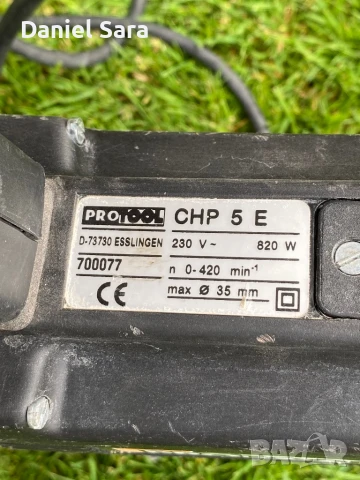 Daniel Sara
PROTOOL CHP 5 E
D-73730 ESSLINGEN 230 V~ 820 W
700077 n 0-420 min⁻¹
CE max Ø 35 mm
BAZAR